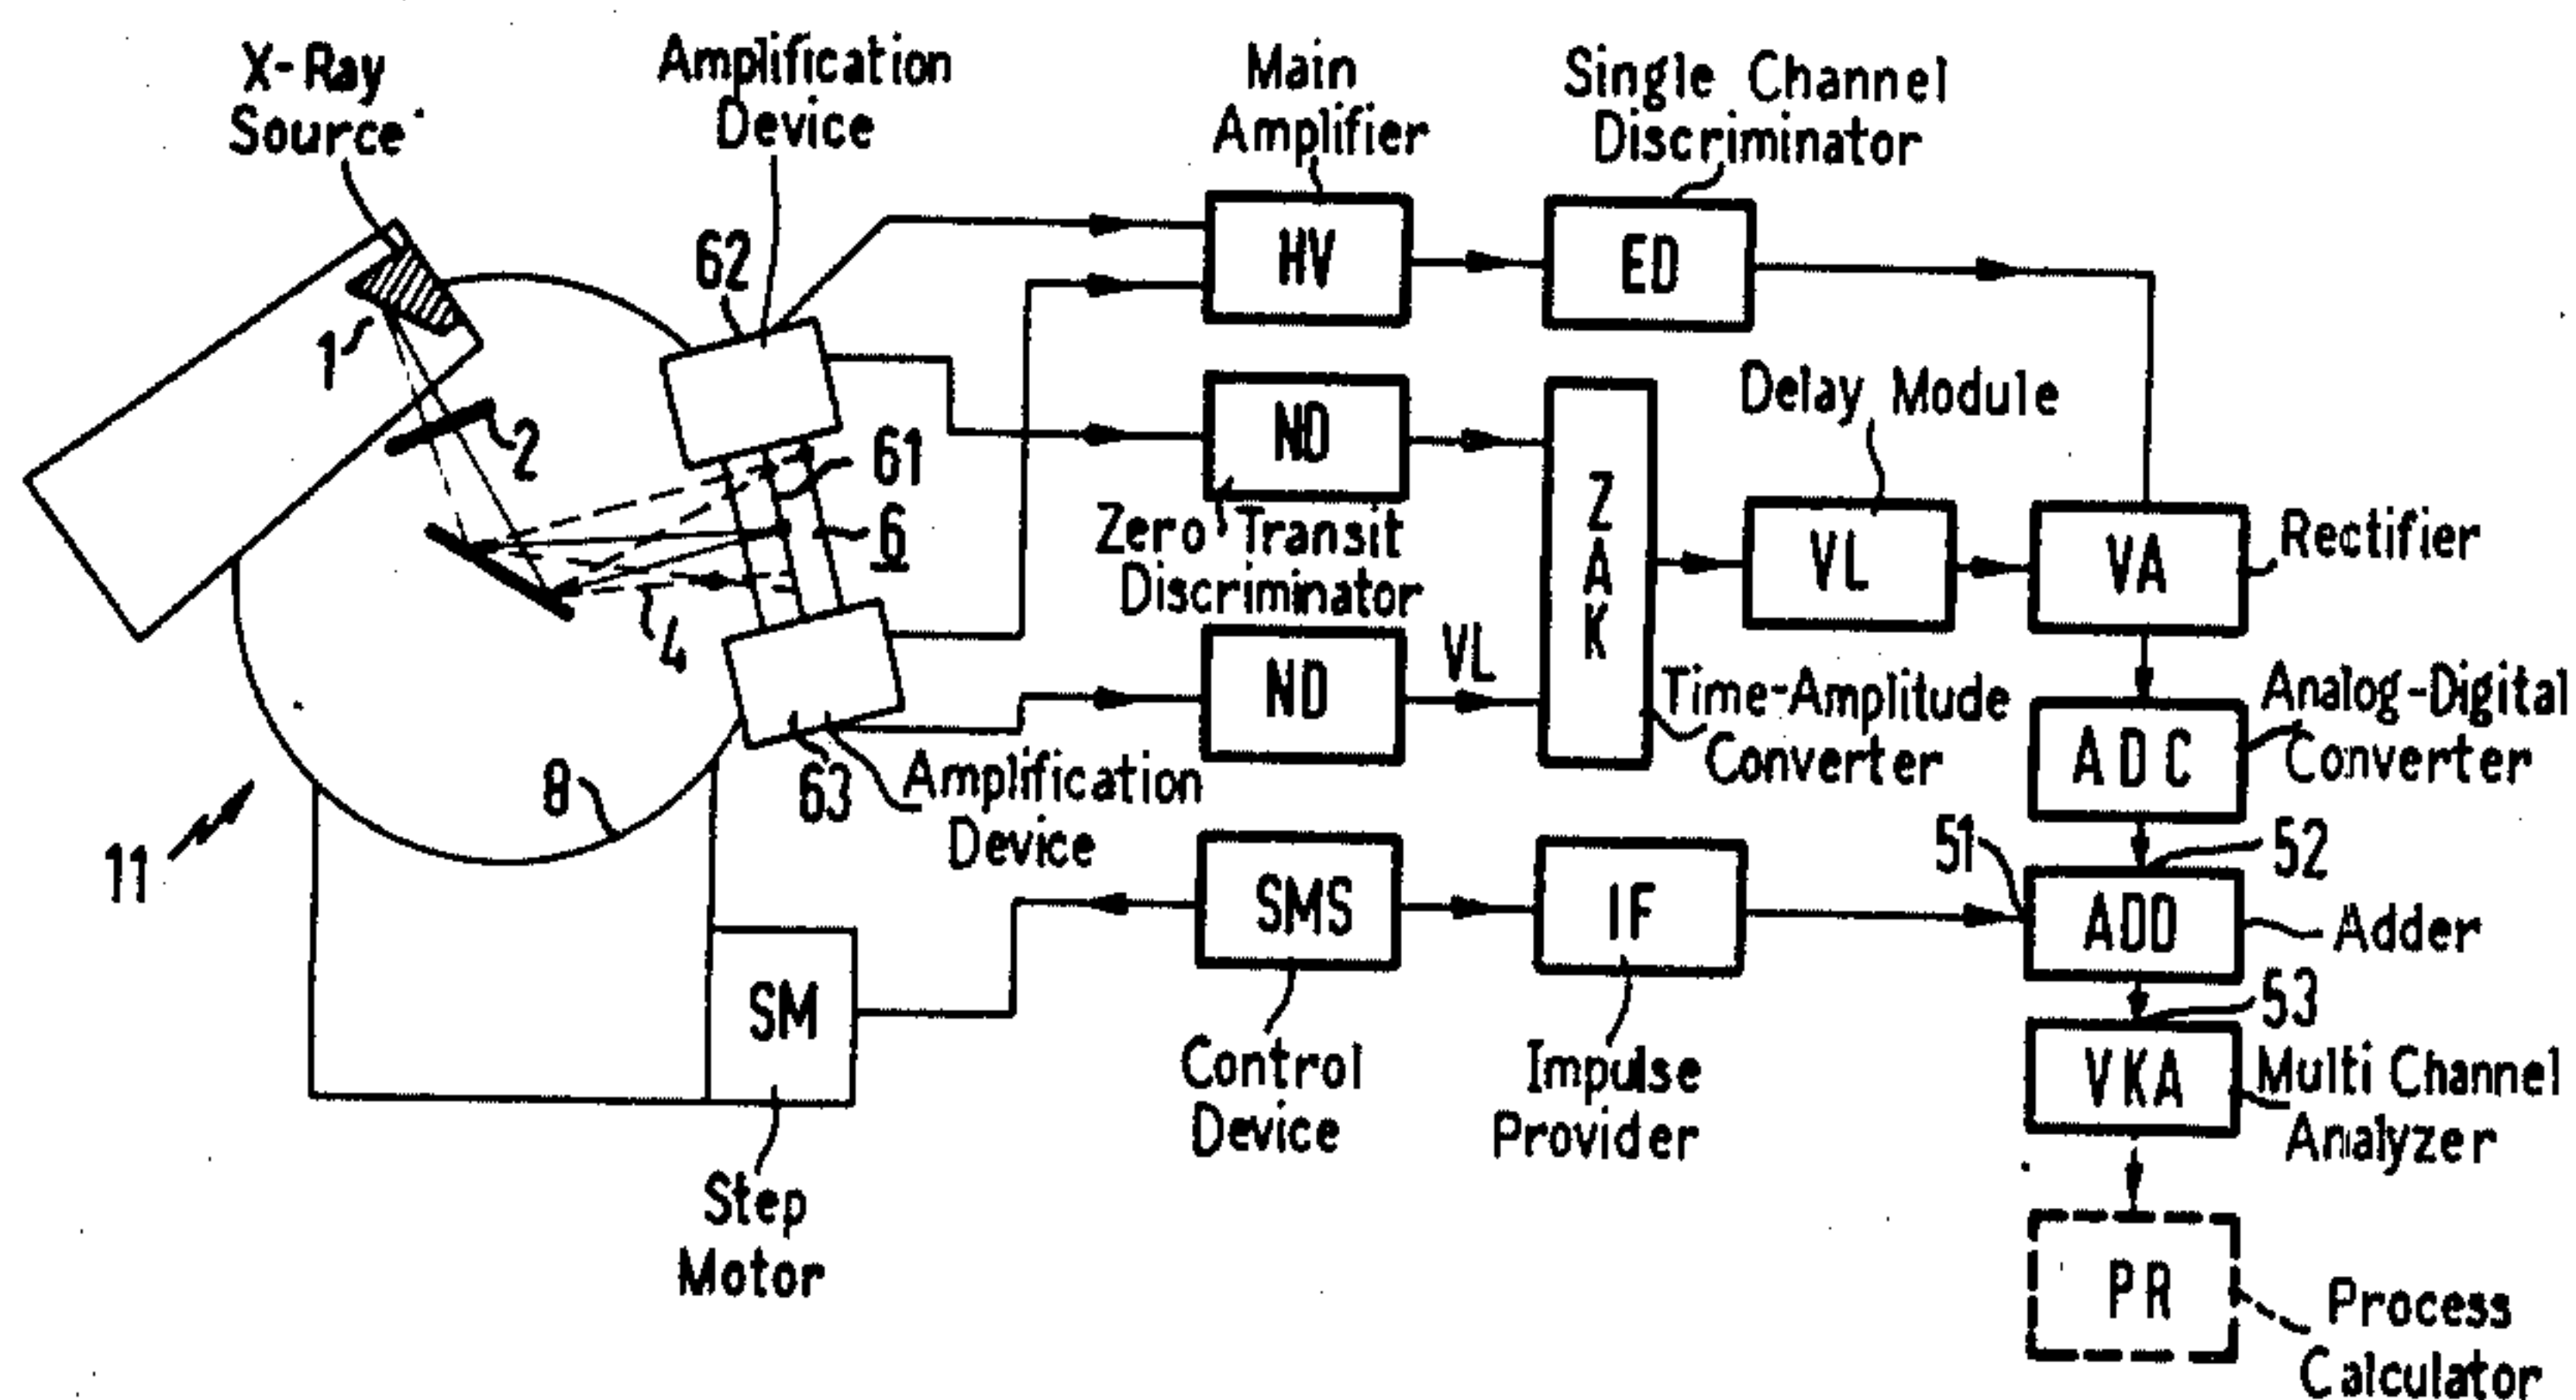 X-Ray
Source
Amplification
Device
Main
Amplifier
Single Channel
Discriminator
62
HV
ED
1
2
61
6
4
ND
Zero Transit
Discriminator
ND
VL
ZAK
Time-Amplitude
Converter
Delay Module
VL
VA
Rectifier
ADC
Analog-Digital
Converter
63
Amplification
Device
8
11
SM
Step
Motor
SMS
Control
Device
IF
Impulse
Provider
51
52
ADD
Adder
53
VKA
Multi Channel
Analyzer
PR
Process
Calculator